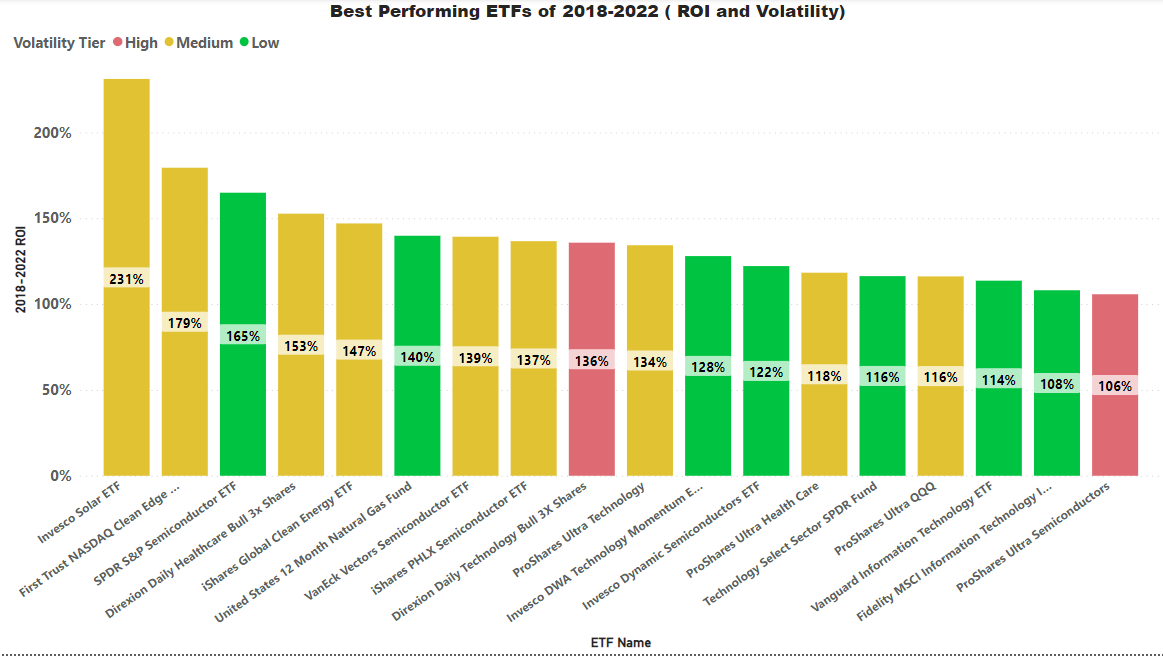 Best Performing ETFs of 2018-2022 ( ROI and Volatility)
Volatility Tier High Medium Low
2018-2022 ROI
200%
150%
100%
50%
0%
231%
179%
165%
153%
147%
140%
139%
137%
136%
134%
128%
122%
118%
116%
116%
114%
108%
106%
Invesco Solar ETF
First Trust NASDAQ Clean Edge ...
SPDR S&P Semiconductor ETF
Direxion Daily Healthcare Bull 3x Shares
iShares Global Clean Energy ETF
United States 12 Month Natural Gas Fund
VanEck Vectors Semiconductor ETF
iShares PHLX Semiconductor ETF
Direxion Daily Technology Bull 3X Shares
ProShares Ultra Technology
Invesco DWA Technology Momentum E...
Invesco Dynamic Semiconductors ETF
ProShares Ultra Health Care
Technology Select Sector SPDR Fund
ProShares Ultra QQQ
Vanguard Information Technology ETF
Fidelity MSCI Information Technology I...
ProShares Ultra Semiconductors
ETF Name